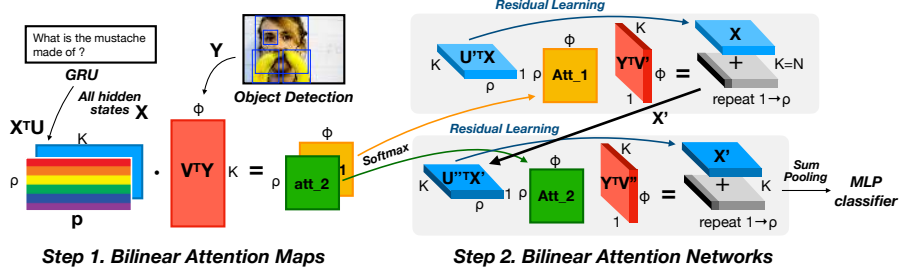 What is the mustache
made of ?
GRU
All hidden
states
X
XᵀU
K
ρ
p
·
Y
Object Detection
Φ
VᵀY
K
=
Φ
ρ
att_2
1
Softmax
Step 1. Bilinear Attention Maps
Residual Learning
K
U'ᵀX
ρ
1
ρ
Φ
Att_1
K
YᵀV'
1
Φ
=
X
+
K=N
repeat 1→ρ
X'
Residual Learning
K
U''ᵀX'
ρ
1
ρ
Φ
Att_2
K
YᵀV''
1
Φ
=
X'
+
K
repeat 1→ρ
Sum
Pooling
MLP
classifier
Step 2. Bilinear Attention Networks